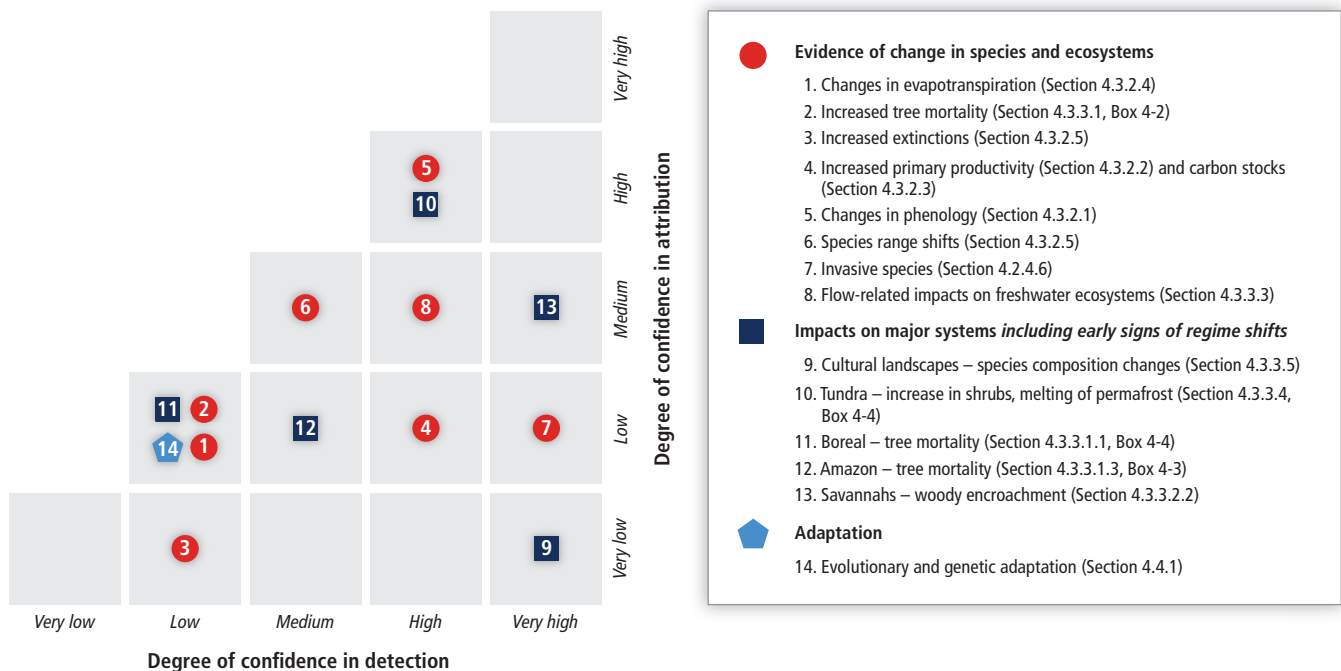 Very high
High
Medium
Low
Very low
Degree of confidence in attribution
5
10
6
8
13
11
2
14
1
12
4
7
3
9
Very low
Low
Medium
High
Very high
Degree of confidence in detection
Evidence of change in species and ecosystems
1. Changes in evapotranspiration (Section 4.3.2.4)
2. Increased tree mortality (Section 4.3.3.1, Box 4-2)
3. Increased extinctions (Section 4.3.2.5)
4. Increased primary productivity (Section 4.3.2.2) and carbon stocks
(Section 4.3.2.3)
5. Changes in phenology (Section 4.3.2.1)
6. Species range shifts (Section 4.3.2.5)
7. Invasive species (Section 4.2.4.6)
8. Flow-related impacts on freshwater ecosystems (Section 4.3.3.3)
Impacts on major systems including early signs of regime shifts
9. Cultural landscapes – species composition changes (Section 4.3.3.5)
10. Tundra – increase in shrubs, melting of permafrost (Section 4.3.3.4,
Box 4-4)
11. Boreal – tree mortality (Section 4.3.3.1.1, Box 4-4)
12. Amazon – tree mortality (Section 4.3.3.1.3, Box 4-3)
13. Savannahs – woody encroachment (Section 4.3.3.2.2)
Adaptation
14. Evolutionary and genetic adaptation (Section 4.4.1)